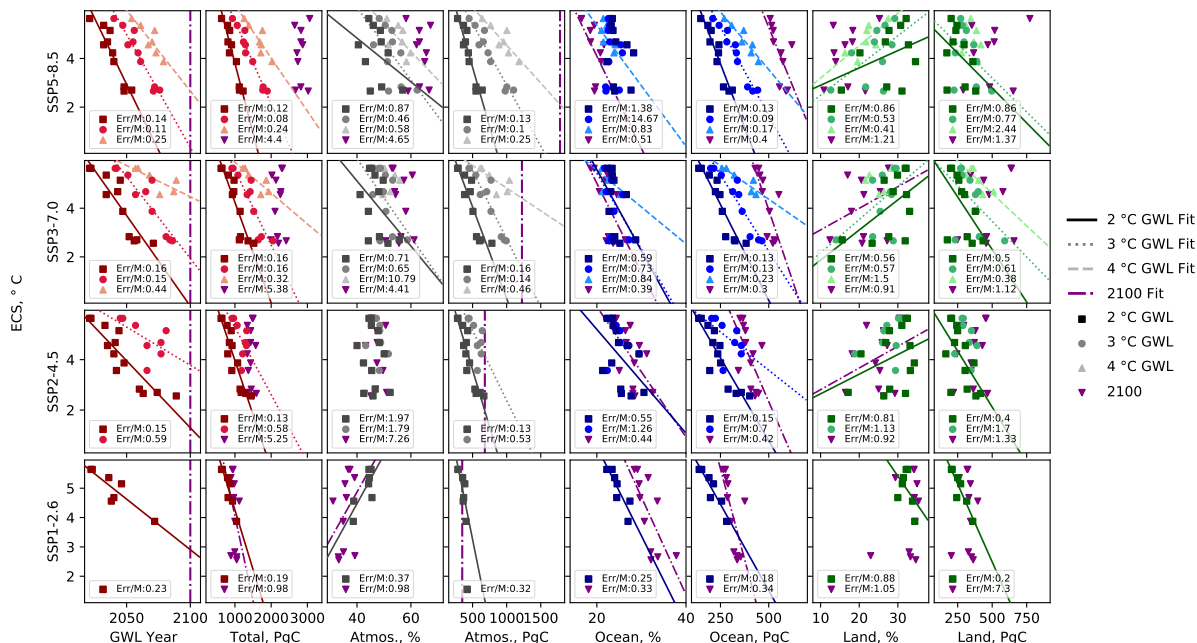 ECS, ° C
SSP5-8.5
4
2
Err/M:0.14
Err/M:0.11
Err/M:0.25
Err/M:0.12
Err/M:0.08
Err/M:0.24
Err/M:4.4
Err/M:0.87
Err/M:0.46
Err/M:0.58
Err/M:4.65
Err/M:0.13
Err/M:0.1
Err/M:0.25
Err/M:1.38
Err/M:14.67
Err/M:0.83
Err/M:0.51
Err/M:0.13
Err/M:0.09
Err/M:0.17
Err/M:0.4
Err/M:0.86
Err/M:0.53
Err/M:0.41
Err/M:1.21
Err/M:0.86
Err/M:0.77
Err/M:2.44
Err/M:1.37
SSP3-7.0
4
2
Err/M:0.16
Err/M:0.15
Err/M:0.44
Err/M:0.16
Err/M:0.16
Err/M:0.32
Err/M:5.38
Err/M:0.71
Err/M:0.65
Err/M:10.79
Err/M:4.41
Err/M:0.16
Err/M:0.14
Err/M:0.46
Err/M:0.59
Err/M:0.73
Err/M:0.84
Err/M:0.39
Err/M:0.13
Err/M:0.13
Err/M:0.23
Err/M:0.3
Err/M:0.56
Err/M:0.57
Err/M:1.5
Err/M:0.91
Err/M:0.5
Err/M:0.61
Err/M:0.38
Err/M:1.12
SSP2-4.5
4
2
Err/M:0.15
Err/M:0.59
Err/M:0.13
Err/M:0.58
Err/M:5.25
Err/M:1.97
Err/M:1.79
Err/M:7.26
Err/M:0.13
Err/M:0.53
Err/M:0.55
Err/M:1.26
Err/M:0.44
Err/M:0.15
Err/M:0.7
Err/M:0.42
Err/M:0.81
Err/M:1.13
Err/M:0.92
Err/M:0.4
Err/M:1.7
Err/M:1.33
SSP1-2.6
5
4
3
2
Err/M:0.23
Err/M:0.19
Err/M:0.98
Err/M:0.37
Err/M:0.98
Err/M:0.32
Err/M:0.25
Err/M:0.33
Err/M:0.18
Err/M:0.34
Err/M:0.88
Err/M:1.05
Err/M:0.2
Err/M:7.3
2050 2100
1000 2000 3000
40 60
500 1000 1500
20 40
250 500
10 20 30
250 500 750
GWL Year
Total, PgC
Atmos., %
Atmos., PgC
Ocean, %
Ocean, PgC
Land, %
Land, PgC
2 °C GWL Fit
3 °C GWL Fit
4 °C GWL Fit
2100 Fit
2 °C GWL
3 °C GWL
4 °C GWL
2100